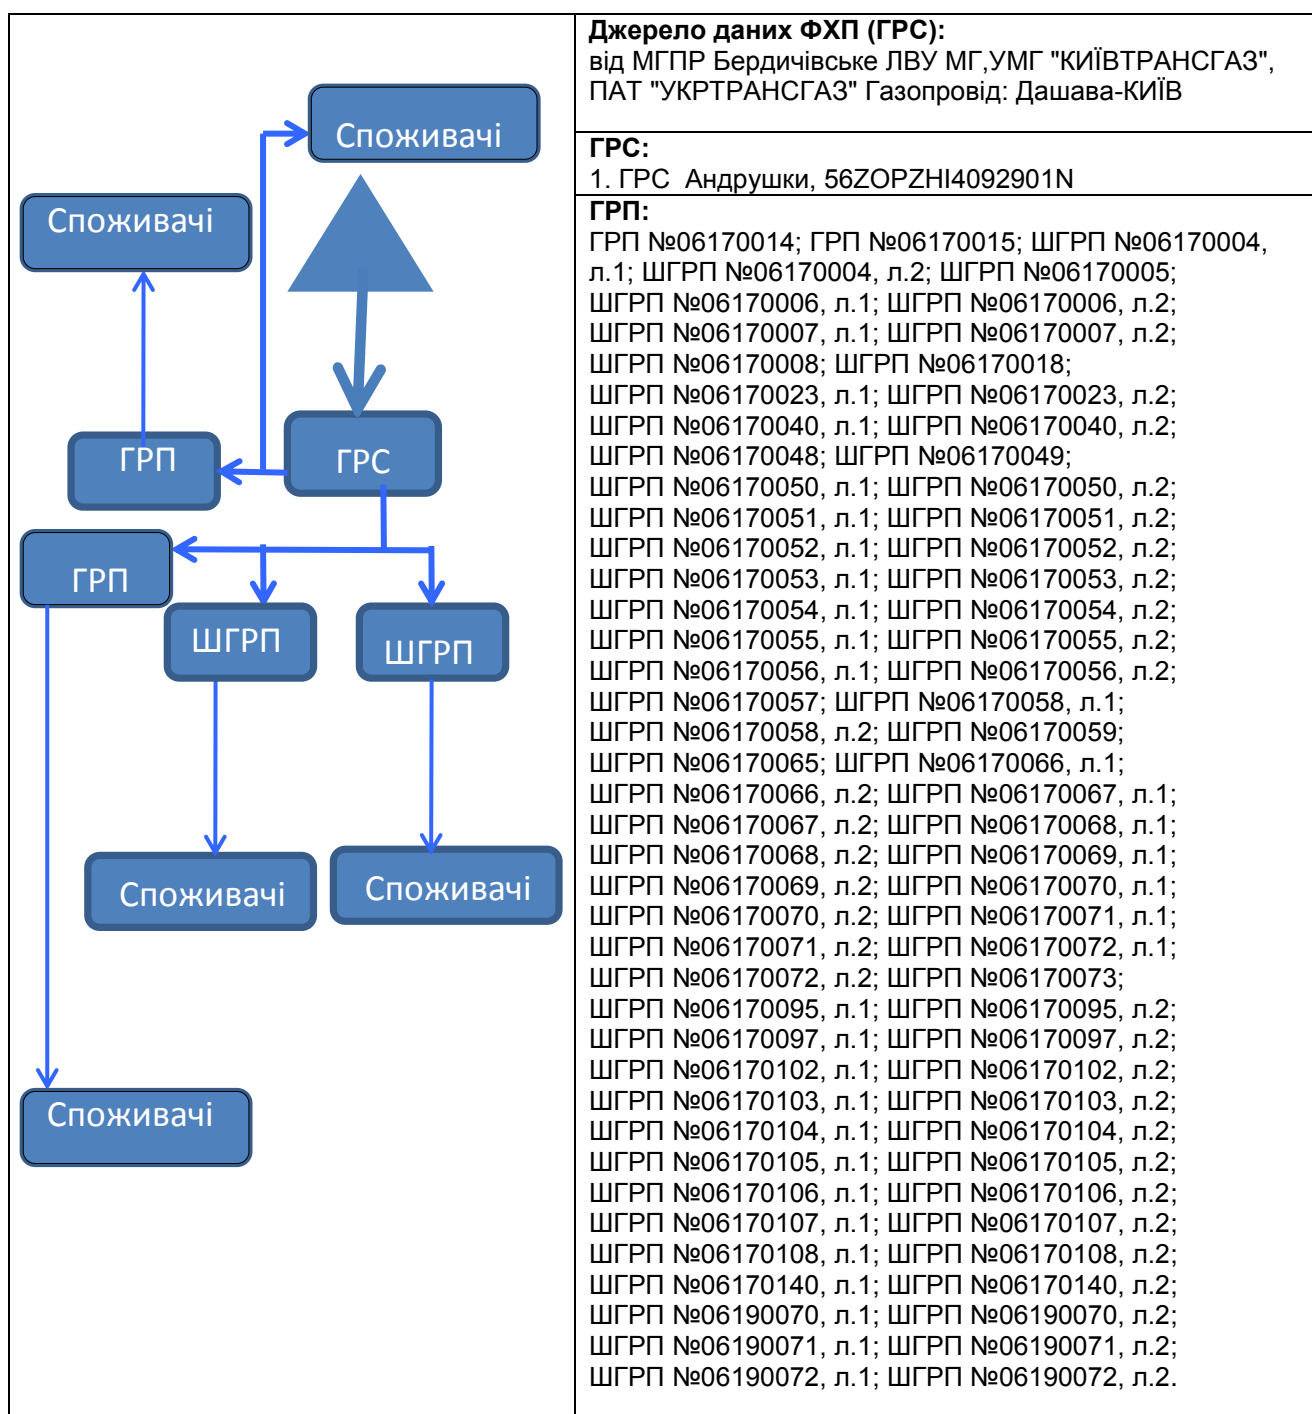 Споживачі
Споживачі
ГРП
ГРС
ГРП
ШГРП
ШГРП
Споживачі
Споживачі
Споживачі
Джерело даних ФХП (ГРС):
від МГПР Бердичівське ЛВУ МГ,УМГ "КИЇВТРАНСГАЗ",
ПАТ "УКРТРАНСГАЗ" Газопровід: Дашава-КИЇВ
ГРС:
1. ГРС  Андрушки, 56ZOPZHI4092901N
ГРП:
ГРП №06170014; ГРП №06170015; ШГРП №06170004,
л.1; ШГРП №06170004, л.2; ШГРП №06170005;
ШГРП №06170006, л.1; ШГРП №06170006, л.2;
ШГРП №06170007, л.1; ШГРП №06170007, л.2;
ШГРП №06170008; ШГРП №06170018;
ШГРП №06170023, л.1; ШГРП №06170023, л.2;
ШГРП №06170040, л.1; ШГРП №06170040, л.2;
ШГРП №06170048; ШГРП №06170049;
ШГРП №06170050, л.1; ШГРП №06170050, л.2;
ШГРП №06170051, л.1; ШГРП №06170051, л.2;
ШГРП №06170052, л.1; ШГРП №06170052, л.2;
ШГРП №06170053, л.1; ШГРП №06170053, л.2;
ШГРП №06170054, л.1; ШГРП №06170054, л.2;
ШГРП №06170055, л.1; ШГРП №06170055, л.2;
ШГРП №06170056, л.1; ШГРП №06170056, л.2;
ШГРП №06170057; ШГРП №06170058, л.1;
ШГРП №06170058, л.2; ШГРП №06170059;
ШГРП №06170065; ШГРП №06170066, л.1;
ШГРП №06170066, л.2; ШГРП №06170067, л.1;
ШГРП №06170067, л.2; ШГРП №06170068, л.1;
ШГРП №06170068, л.2; ШГРП №06170069, л.1;
ШГРП №06170069, л.2; ШГРП №06170070, л.1;
ШГРП №06170070, л.2; ШГРП №06170071, л.1;
ШГРП №06170071, л.2; ШГРП №06170072, л.1;
ШГРП №06170072, л.2; ШГРП №06170073;
ШГРП №06170095, л.1; ШГРП №06170095, л.2;
ШГРП №06170097, л.1; ШГРП №06170097, л.2;
ШГРП №06170102, л.1; ШГРП №06170102, л.2;
ШГРП №06170103, л.1; ШГРП №06170103, л.2;
ШГРП №06170104, л.1; ШГРП №06170104, л.2;
ШГРП №06170105, л.1; ШГРП №06170105, л.2;
ШГРП №06170106, л.1; ШГРП №06170106, л.2;
ШГРП №06170107, л.1; ШГРП №06170107, л.2;
ШГРП №06170108, л.1; ШГРП №06170108, л.2;
ШГРП №06170140, л.1; ШГРП №06170140, л.2;
ШГРП №06190070, л.1; ШГРП №06190070, л.2;
ШГРП №06190071, л.1; ШГРП №06190071, л.2;
ШГРП №06190072, л.1; ШГРП №06190072, л.2.